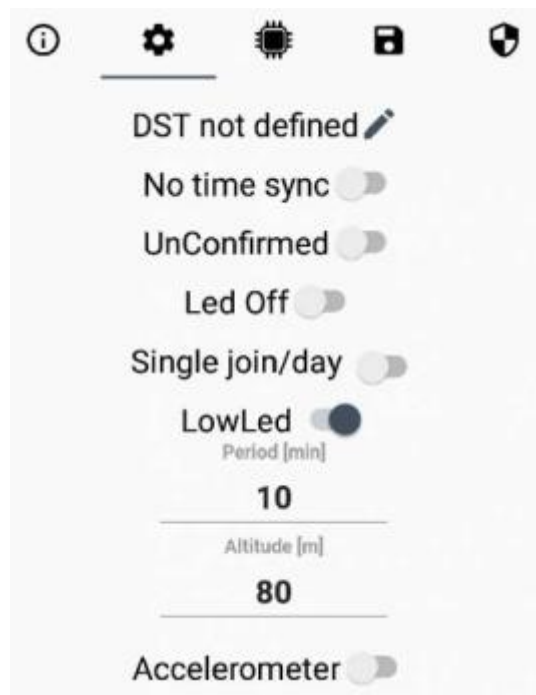 DST not defined
No time sync
UnConfirmed
Led Off
Single join/day
LowLed
Period [min]
10
Altitude [m]
80
Accelerometer